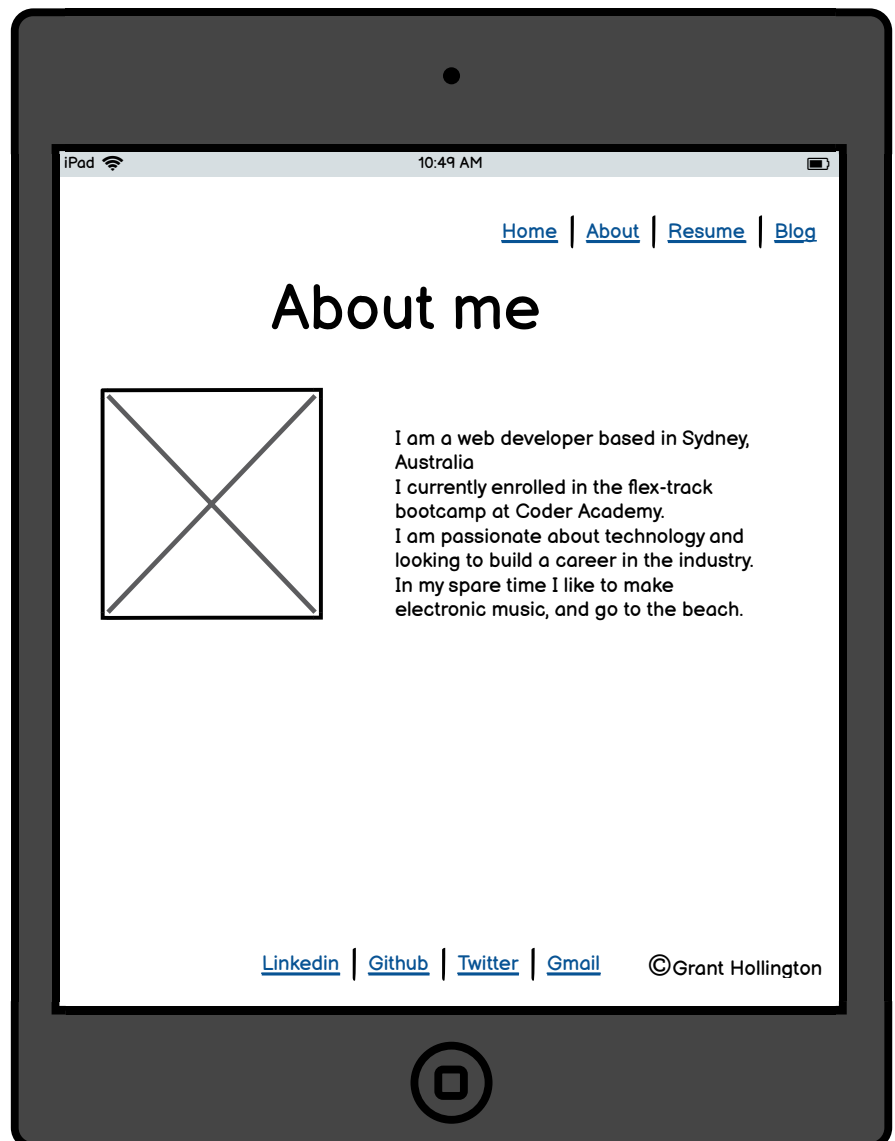 iPad
10:49 AM
Home | About | Resume | Blog
About me
I am a web developer based in Sydney,
Australia
I currently enrolled in the flex-track
bootcamp at Coder Academy.
I am passionate about technology and
looking to build a career in the industry.
In my spare time I like to make
electronic music, and go to the beach.
Linkedin | Github | Twitter | Gmail
©Grant Hollington